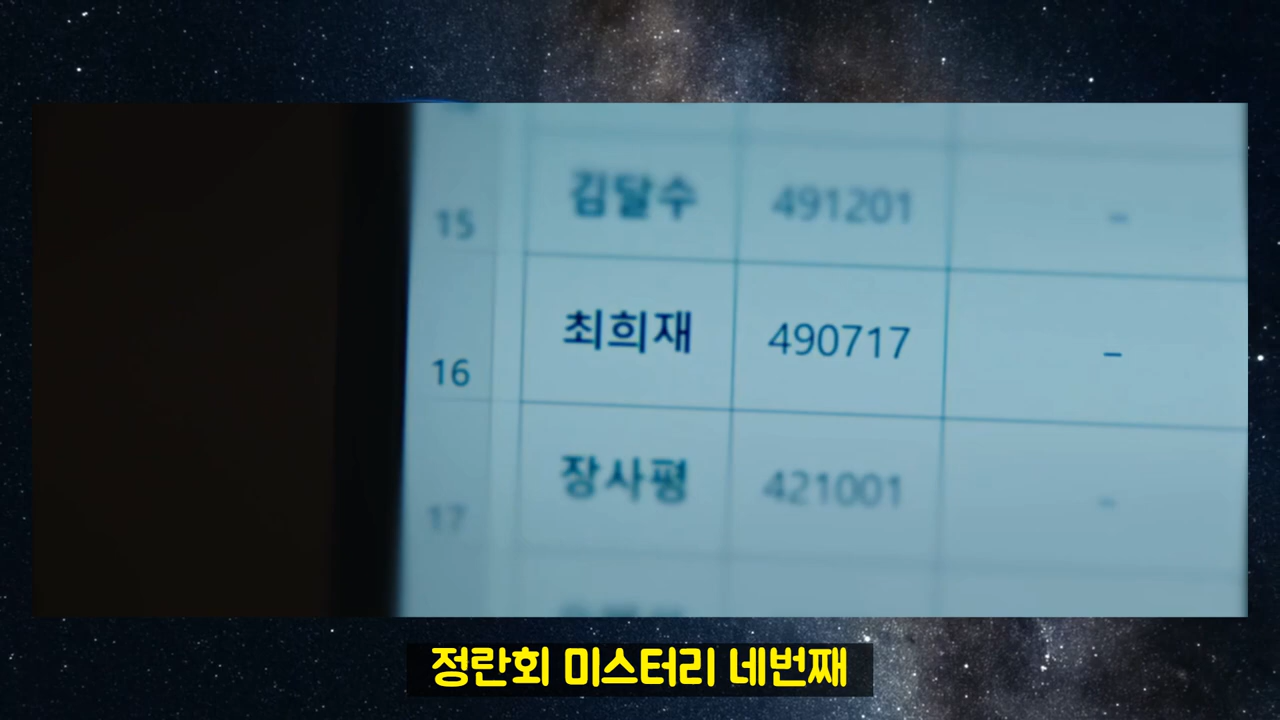 15 김달수 491201 -
16 최희재 490717 -
17 장사평 421001 -
정란회 미스터리 네번째